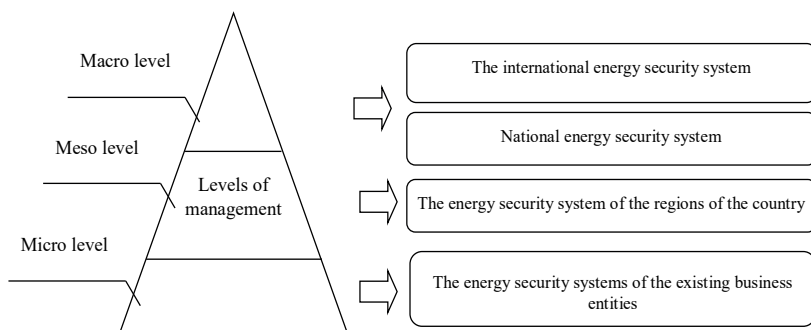 Macro level
The international energy security system
Meso level
National energy security system
Levels of
management
The energy security system of the regions of the country
Micro level
The energy security systems of the existing business
entities